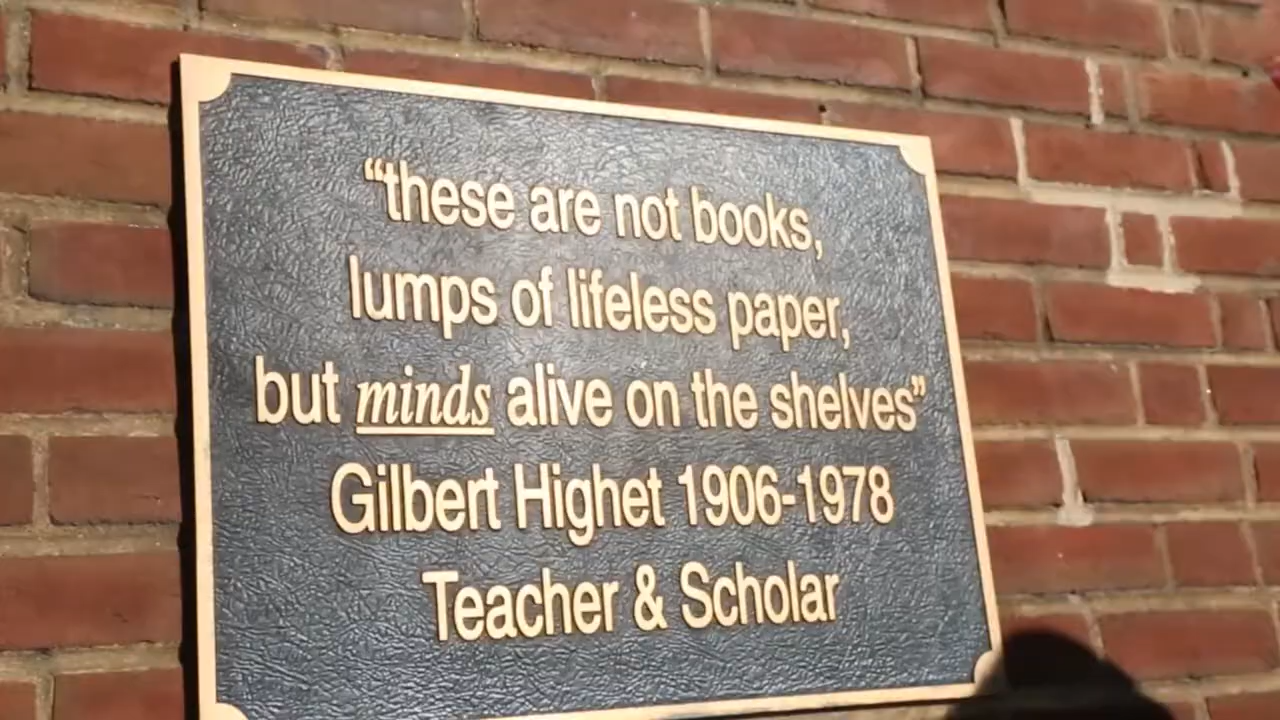 “these are not books,
lumps of lifeless paper,
but minds alive on the shelves”
Gilbert Highet 1906-1978
Teacher & Scholar